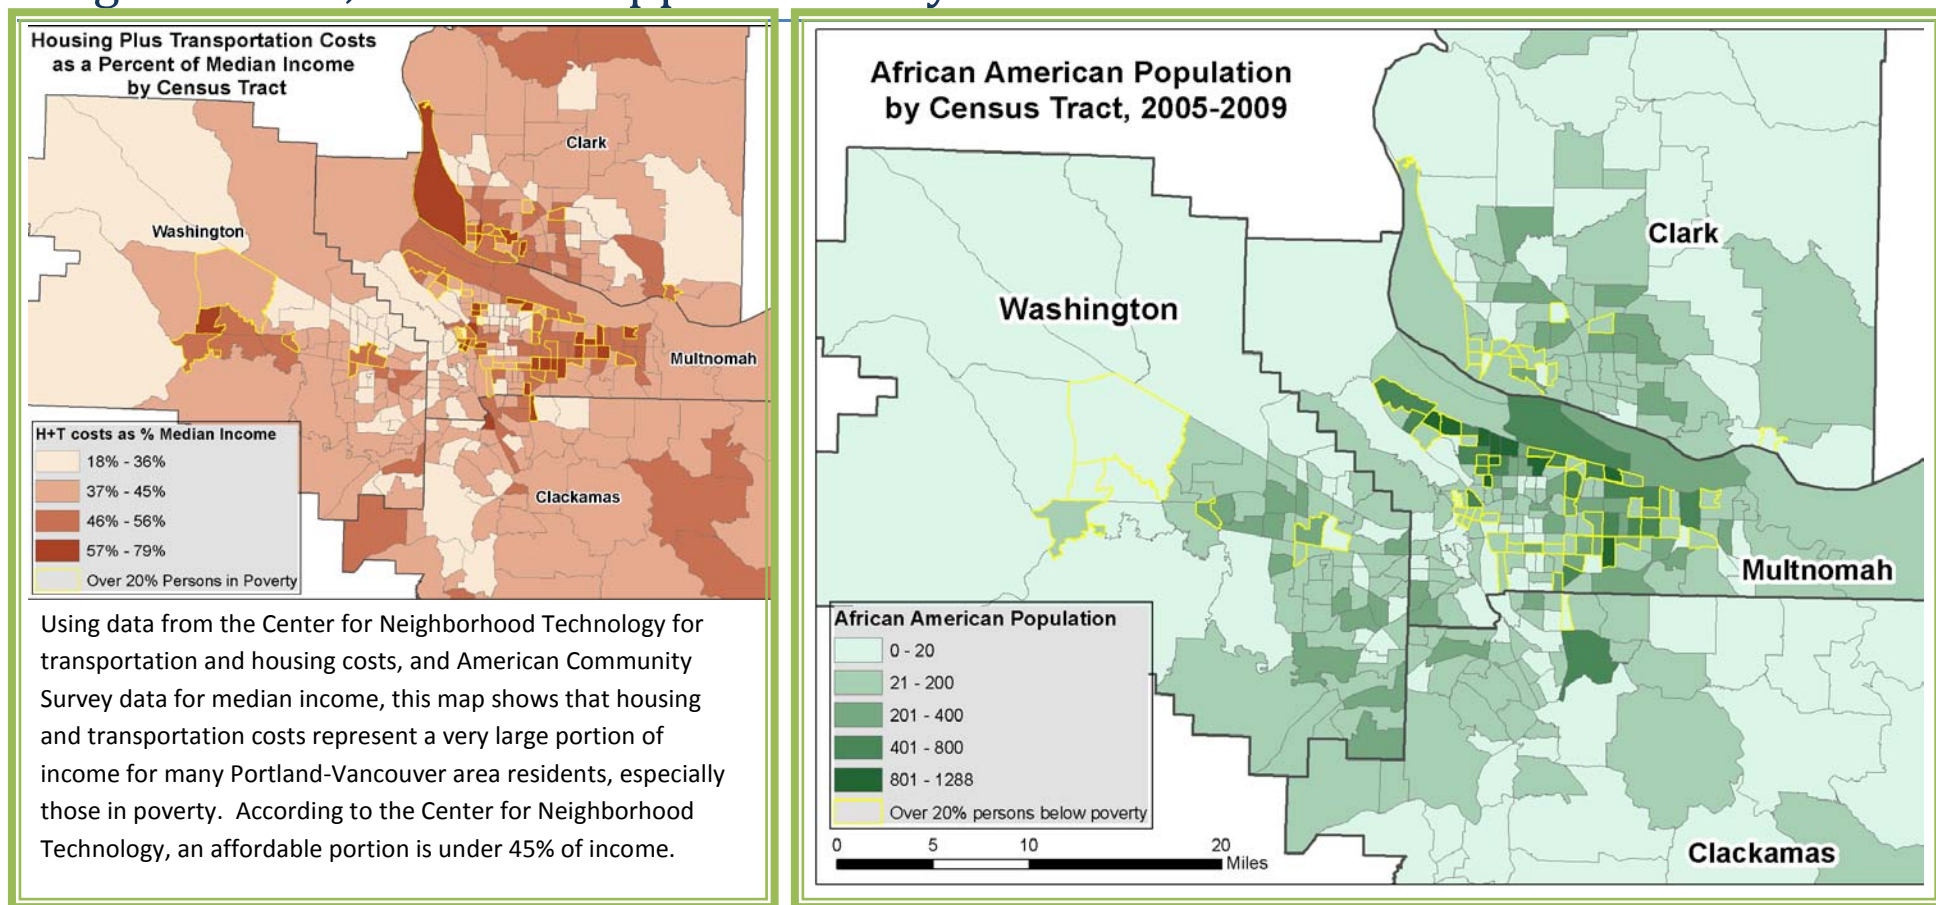 Housing Plus Transportation Costs
as a Percent of Median Income
by Census Tract
Clark
Washington
Multnomah
Clackamas
H+T costs as % Median Income
18% - 36%
37% - 45%
46% - 56%
57% - 79%
Over 20% Persons in Poverty
Using data from the Center for Neighborhood Technology for
transportation and housing costs, and American Community
Survey data for median income, this map shows that housing
and transportation costs represent a very large portion of
income for many Portland-Vancouver area residents, especially
those in poverty.  According to the Center for Neighborhood
Technology, an affordable portion is under 45% of income.
African American Population
by Census Tract, 2005-2009
Clark
Washington
Multnomah
Clackamas
African American Population
0 - 20
21 - 200
201 - 400
401 - 800
801 - 1288
Over 20% persons below poverty
0 5 10 20
Miles